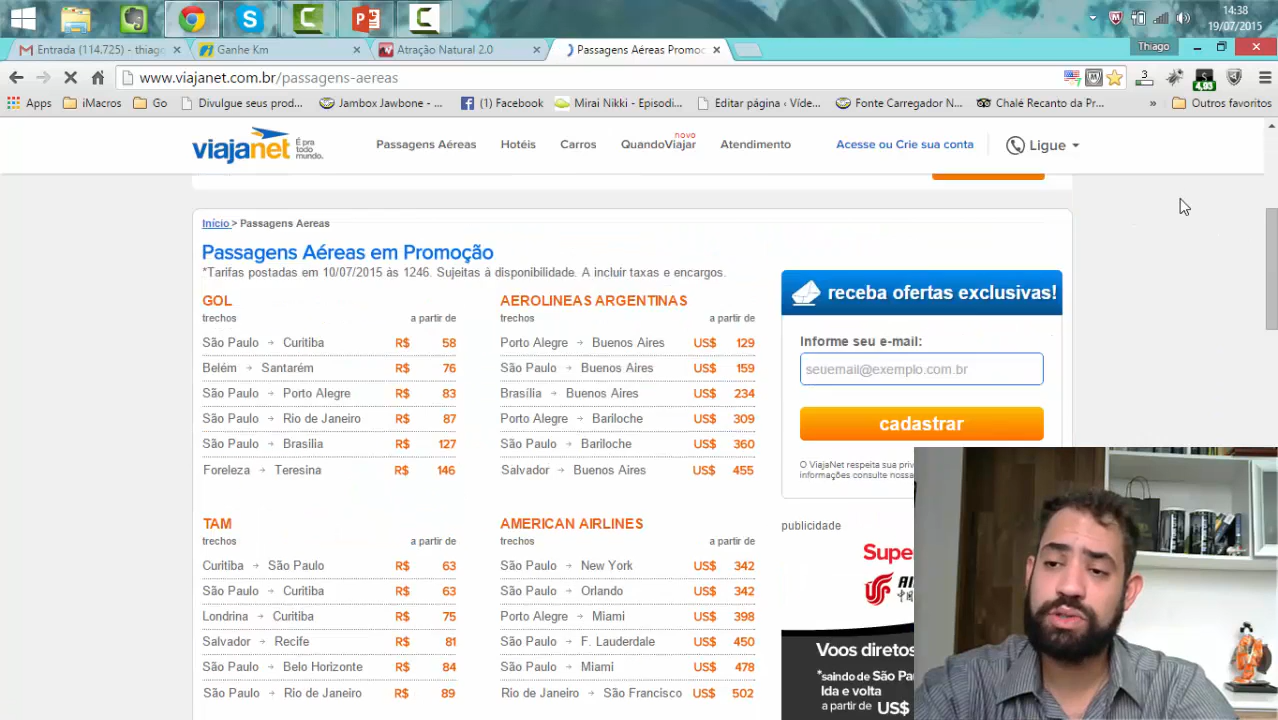 14:38
19/07/2015
Entrada (114.725) - thiago
Ganhe Km
Atração Natural 2.0
Passagens Aéreas Promoç
Thiago
www.viajanet.com.br/passagens-aereas
3
4,93
Apps
iMacros
Go
Divulgue seus prod...
Jambox Jawbone - ...
(1) Facebook
Mirai Nikki - Episodi...
Editar página ‹ Víde...
Fonte Carregador N...
Chalé Recanto da Pr...
»
Outros favoritos
viajanet
É pra
todo
mundo.
Passagens Aéreas
Hotéis
Carros
novo
QuandoViajar
Atendimento
Acesse ou Crie sua conta
Ligue
Início > Passagens Aereas
Passagens Aéreas em Promoção
*Tarifas postadas em 10/07/2015 às 1246. Sujeitas à disponibilidade. A incluir taxas e encargos.
GOL
trechos a partir de
São Paulo → Curitiba R$ 58
Belém → Santarém R$ 76
São Paulo → Porto Alegre R$ 83
São Paulo → Rio de Janeiro R$ 87
São Paulo → Brasilia R$ 127
Foreleza → Teresina R$ 146
AEROLINEAS ARGENTINAS
trechos a partir de
Porto Alegre → Buenos Aires US$ 129
São Paulo → Buenos Aires US$ 159
Brasília → Buenos Aires US$ 234
Porto Alegre → Bariloche US$ 309
São Paulo → Bariloche US$ 360
Salvador → Buenos Aires US$ 455
receba ofertas exclusivas!
Informe seu e-mail:
seuemail@exemplo.com.br
cadastrar
O ViajaNet respeita sua priv
informações consulte nossa
TAM
trechos a partir de
Curitiba → São Paulo R$ 63
São Paulo → Curitiba R$ 63
Londrina → Curitiba R$ 75
Salvador → Recife R$ 81
São Paulo → Belo Horizonte R$ 84
São Paulo → Rio de Janeiro R$ 89
AMERICAN AIRLINES
trechos a partir de
São Paulo → New York US$ 342
São Paulo → Orlando US$ 342
Porto Alegre → Miami US$ 398
São Paulo → F. Lauderdale US$ 450
São Paulo → Miami US$ 478
Rio de Janeiro → São Francisco US$ 502
publicidade
Supe
AI
Voos diretos
*saindo de São Pau
Ida e volta
a partir de US$